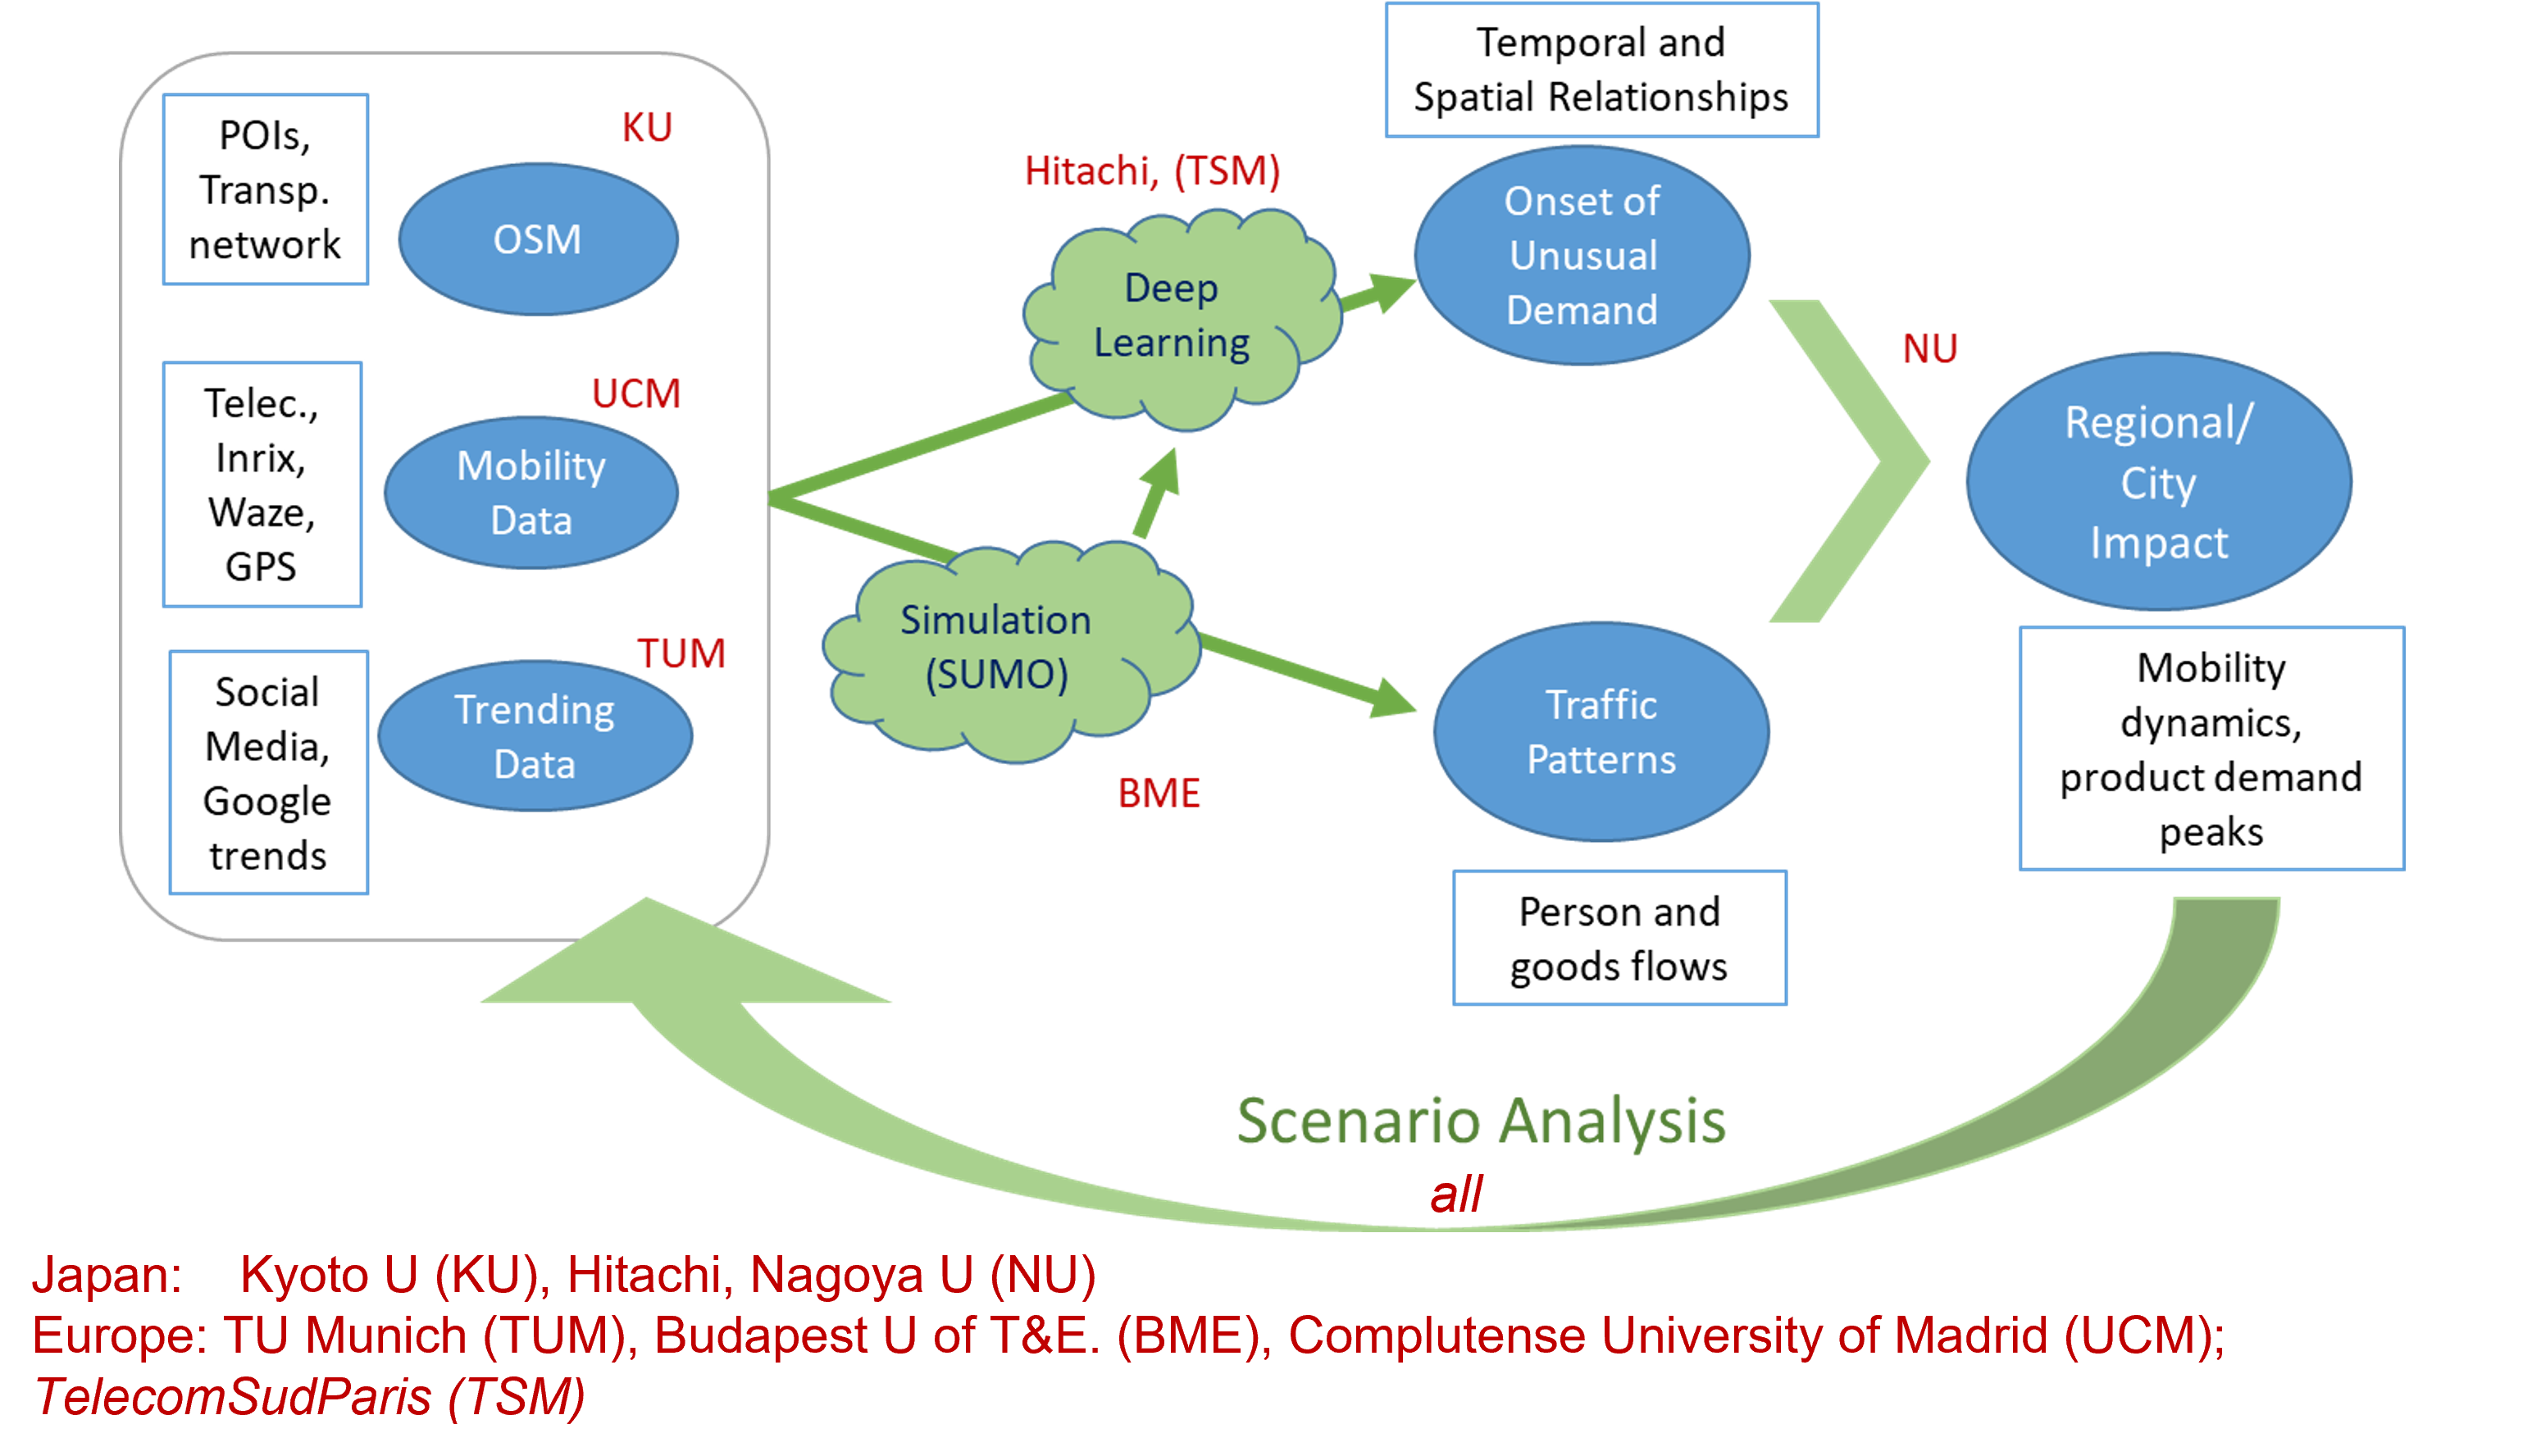 POIs,
Transp.
network
KU
OSM
Telec.,
Inrix,
Waze,
GPS
UCM
Mobility
Data
Social
Media,
Google
trends
TUM
Trending
Data
Hitachi, (TSM)
Deep
Learning
Simulation
(SUMO)
BME
Temporal and
Spatial Relationships
Onset of
Unusual
Demand
Traffic
Patterns
Person and
goods flows
NU
Regional/
City
Impact
Mobility
dynamics,
product demand
peaks
Scenario Analysis
all
Japan: Kyoto U (KU), Hitachi, Nagoya U (NU)
Europe: TU Munich (TUM), Budapest U of T&E. (BME), Complutense University of Madrid (UCM);
TelecomSudParis (TSM)